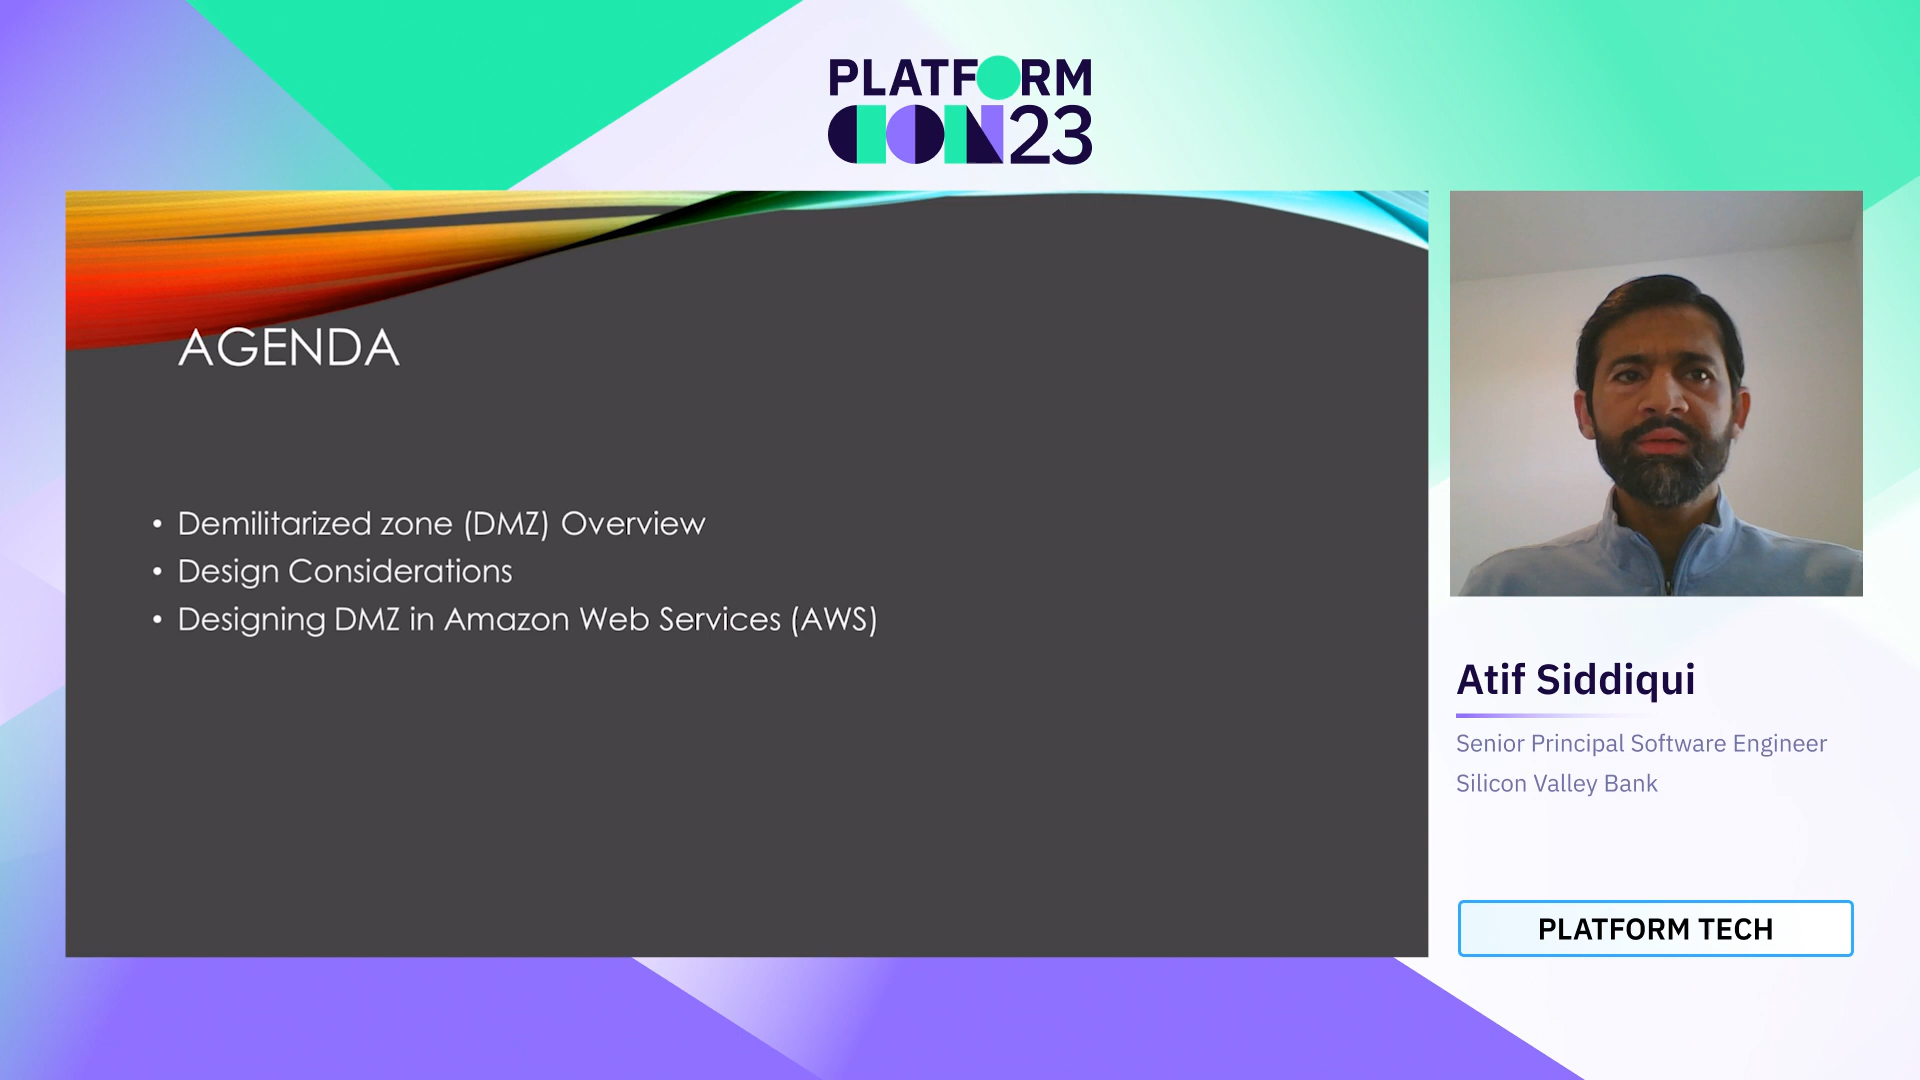 PLATFORM
CON23
AGENDA
• Demilitarized zone (DMZ) Overview
• Design Considerations
• Designing DMZ in Amazon Web Services (AWS)
Atif Siddiqui
Senior Principal Software Engineer
Silicon Valley Bank
PLATFORM TECH